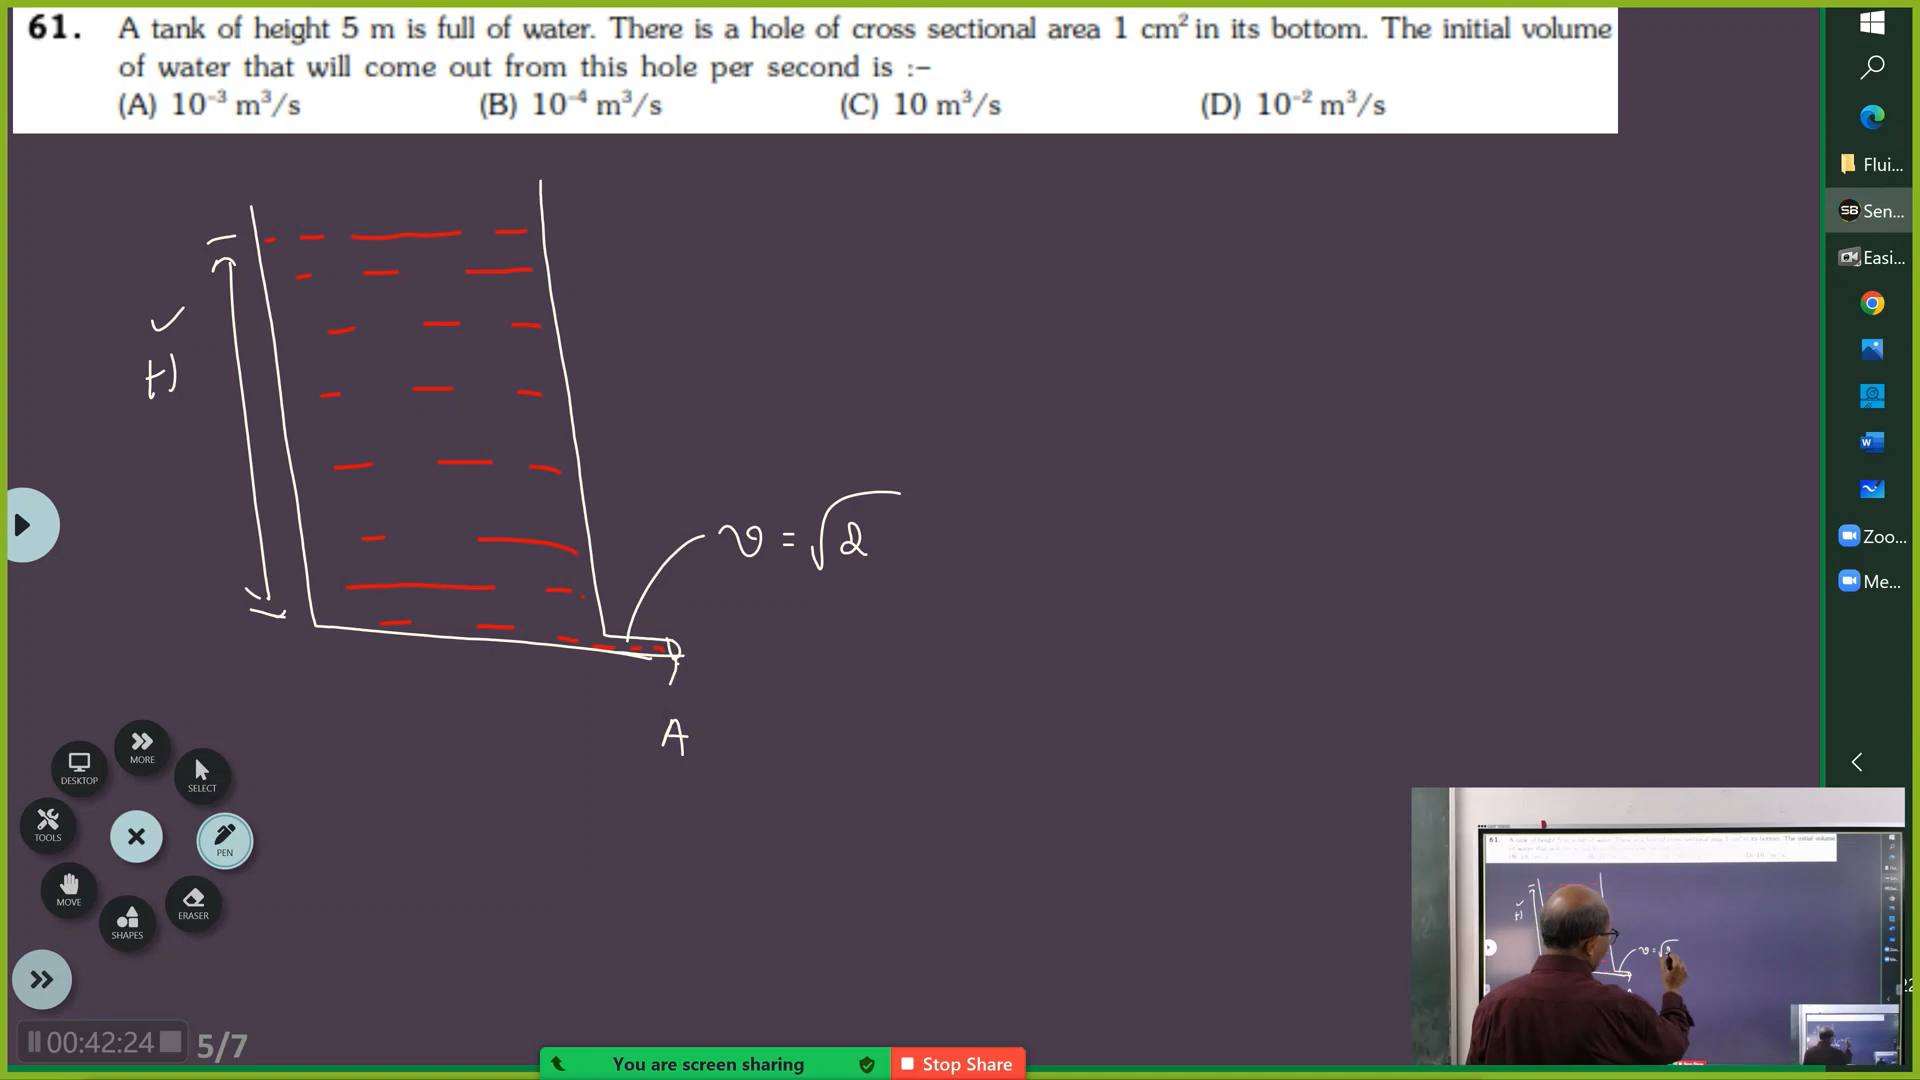 61. A tank of height 5 m is full of water. There is a hole of cross sectional area 1 cm² in its bottom. The initial volume
of water that will come out from this hole per second is :–
(A) 10⁻³ m³/s (B) 10⁻⁴ m³/s (C) 10 m³/s (D) 10⁻² m³/s
H
v = √2
A
Flui...
Sen...
Easi...
Zoo...
Me...
MORE
DESKTOP
SELECT
TOOLS
PEN
MOVE
ERASER
SHAPES
00:42:24 5/7
You are screen sharing Stop Share